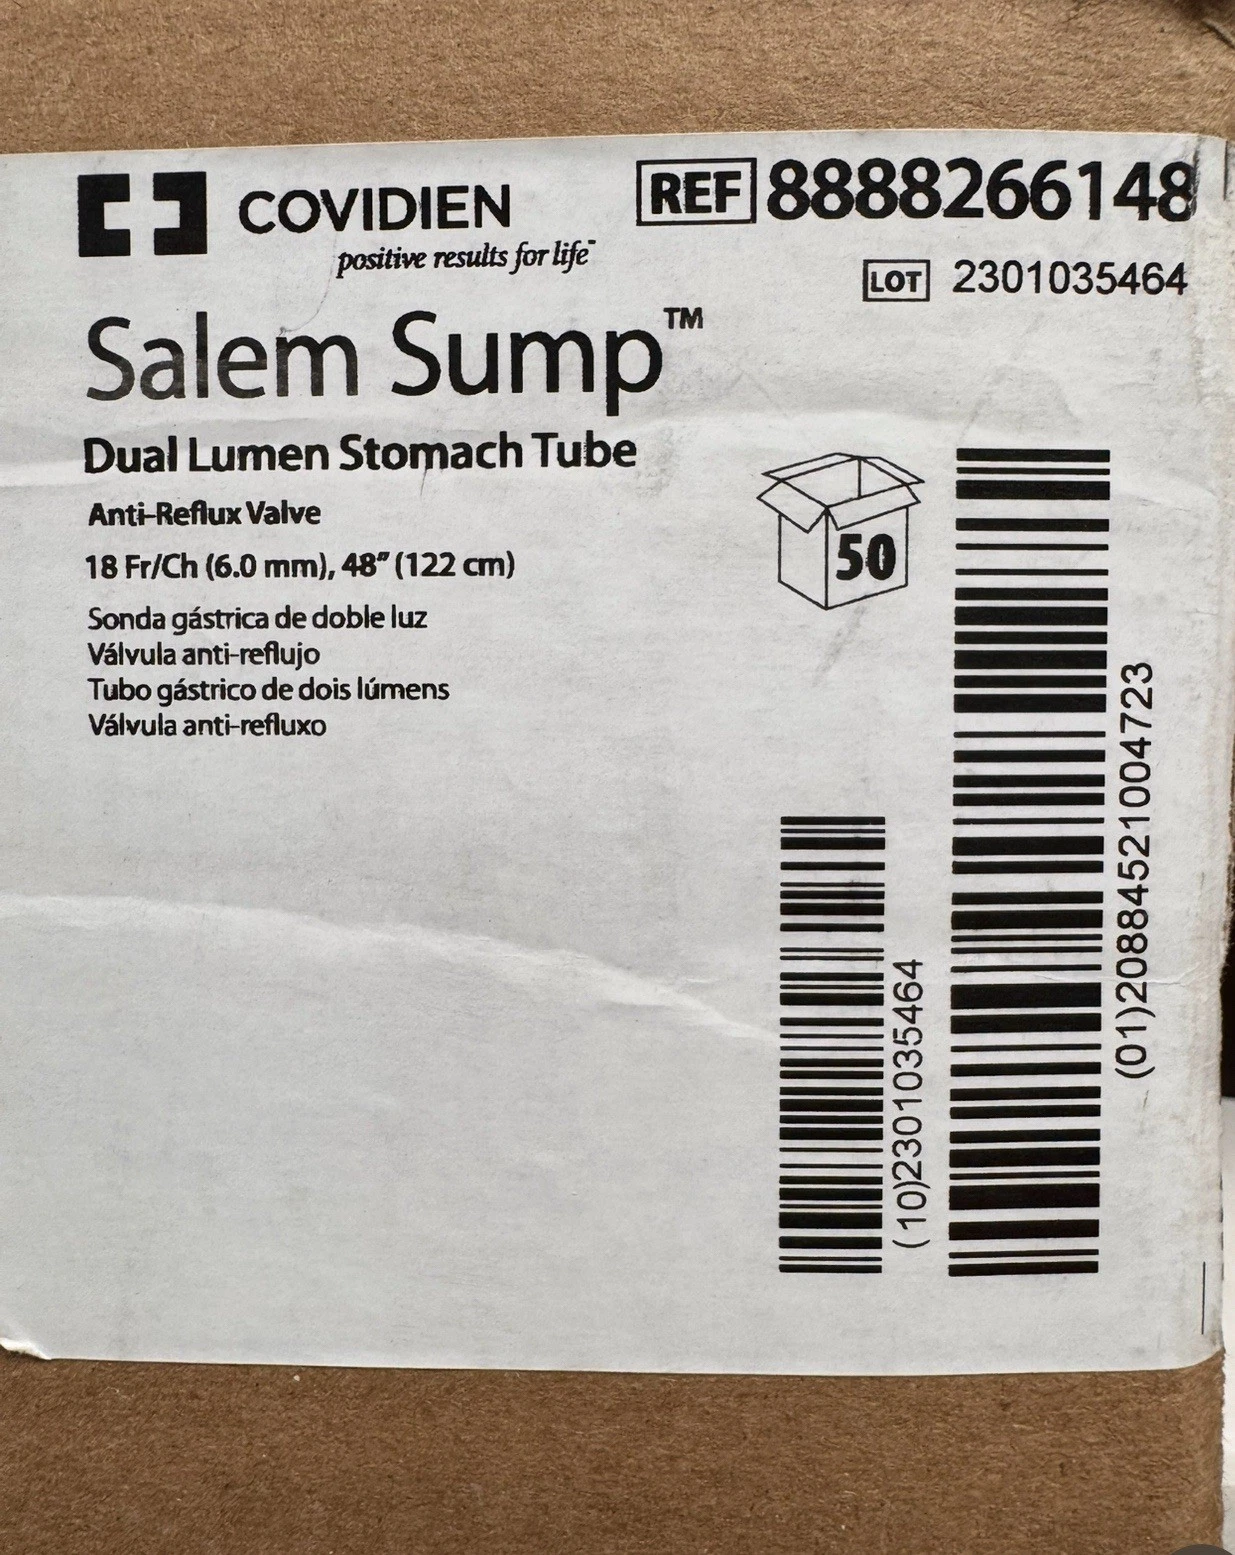 COVIDIEN
positive results for life™
REF 8888266148
LOT 2301035464
Salem Sump™
Dual Lumen Stomach Tube
Anti-Reflux Valve
18 Fr/Ch (6.0 mm), 48" (122 cm)
Sonda gástrica de doble luz
Válvula anti-reflujo
Tubo gástrico de dois lúmens
Válvula anti-refluxo
50
(10)2301035464
(01)20884521004723